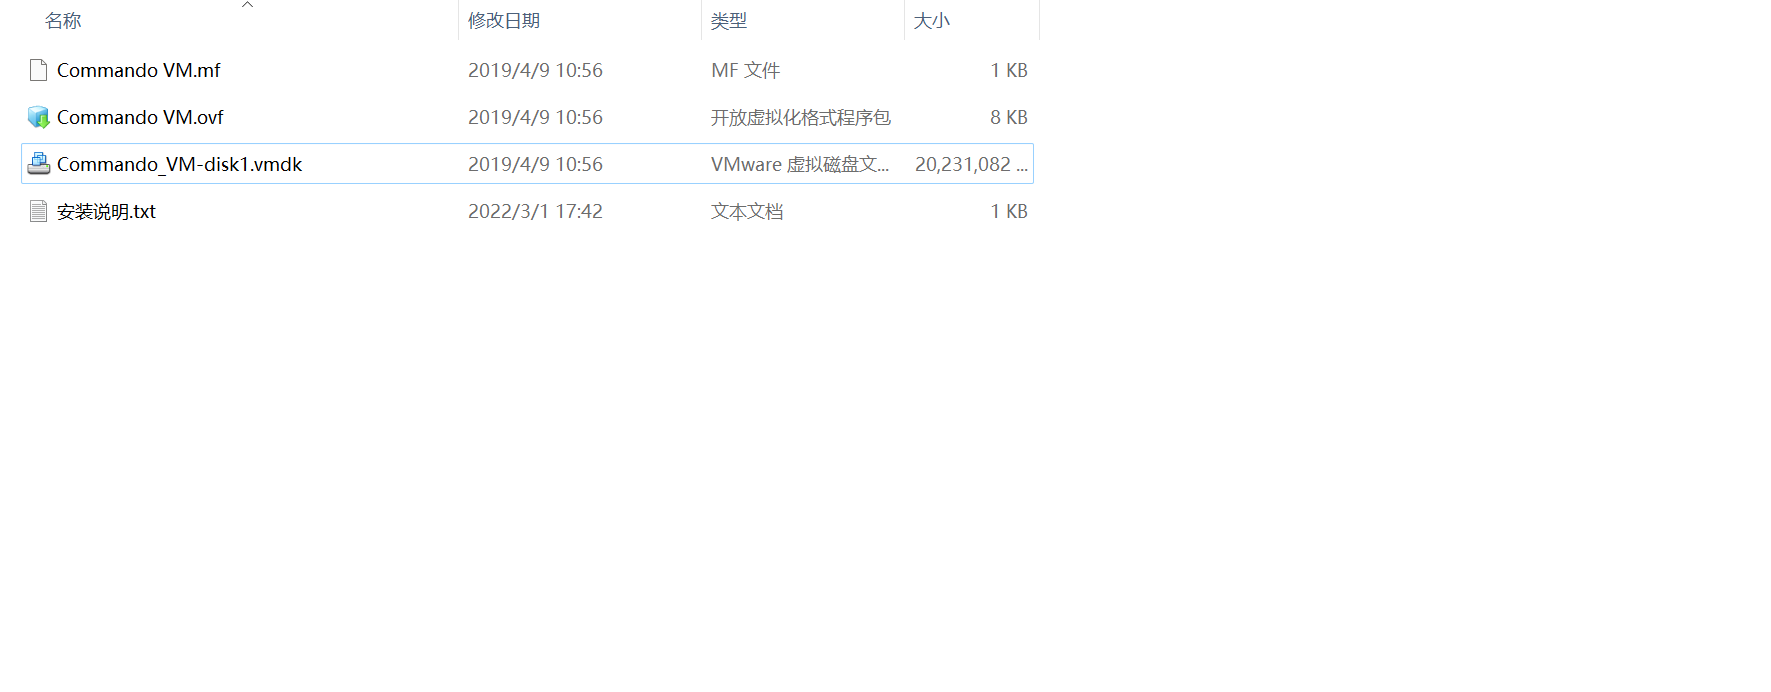 名称 修改日期 类型 大小
Commando VM.mf 2019/4/9 10:56 MF 文件 1 KB
Commando VM.ovf 2019/4/9 10:56 开放虚拟化格式程序包 8 KB
Commando_VM-disk1.vmdk 2019/4/9 10:56 VMware 虚拟磁盘文... 20,231,082 ...
安装说明.txt 2022/3/1 17:42 文本文档 1 KB